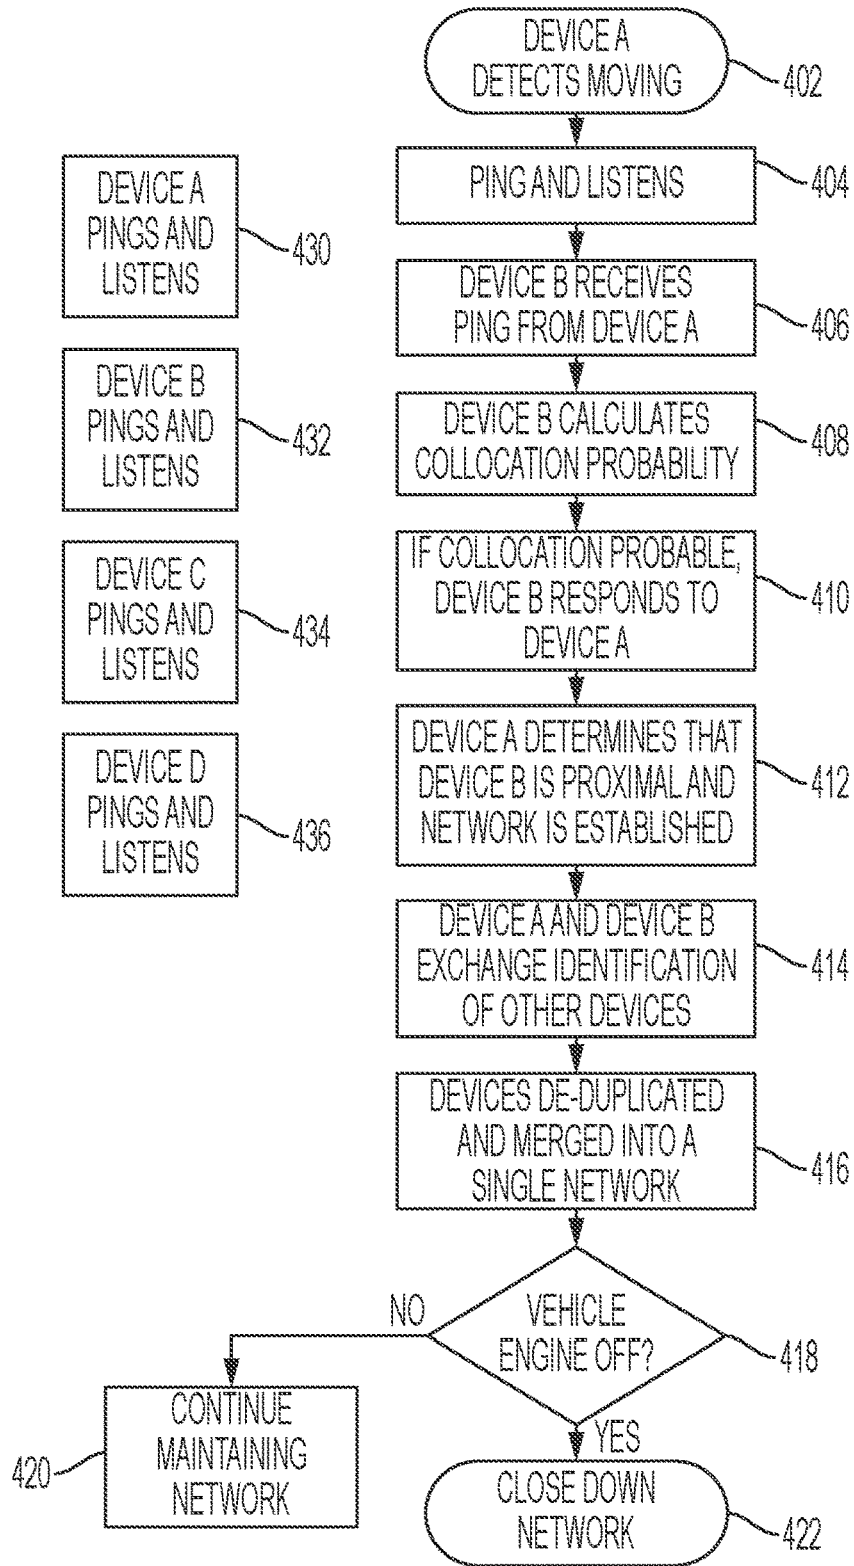 DEVICE A
DETECTS MOVING
402
PING AND LISTENS
404
DEVICE B RECEIVES
PING FROM DEVICE A
406
DEVICE B CALCULATES
COLLOCATION PROBABILITY
408
IF COLLOCATION PROBABLE,
DEVICE B RESPONDS TO
DEVICE A
410
DEVICE A DETERMINES THAT
DEVICE B IS PROXIMAL AND
NETWORK IS ESTABLISHED
412
DEVICE A AND DEVICE B
EXCHANGE IDENTIFICATION
OF OTHER DEVICES
414
DEVICES DE-DUPLICATED
AND MERGED INTO A
SINGLE NETWORK
416
VEHICLE
ENGINE OFF?
418
NO
CONTINUE
MAINTAINING
NETWORK
420
YES
CLOSE DOWN
NETWORK
422
DEVICE A
PINGS AND
LISTENS
430
DEVICE B
PINGS AND
LISTENS
432
DEVICE C
PINGS AND
LISTENS
434
DEVICE D
PINGS AND
LISTENS
436